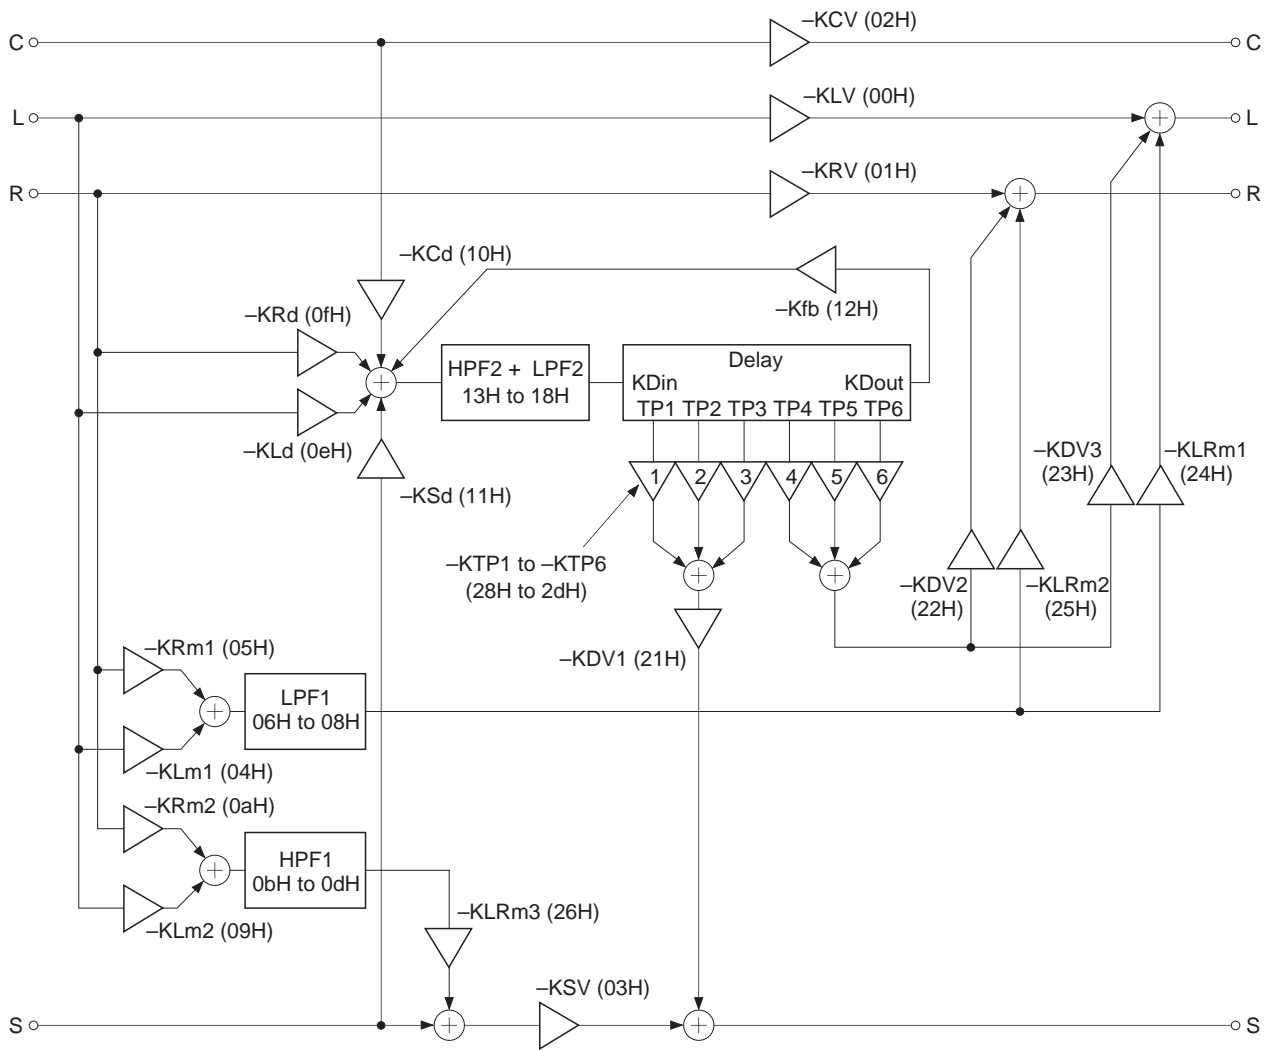 –KCV (02H)
C
C
–KLV (00H)
L
L
–KRV (01H)
R
R
–KCd (10H)
–KRd (0fH)
–Kfb (12H)
HPF2 + LPF2
13H to 18H
Delay
KDin
KDout
TP1 TP2 TP3 TP4 TP5 TP6
–KLd (0eH)
–KSd (11H)
1 2 3 4 5 6
–KDV3
(23H)
–KLRm1
(24H)
–KTP1 to –KTP6
(28H to 2dH)
–KDV2
(22H)
–KLRm2
(25H)
–KRm1 (05H)
–KDV1 (21H)
LPF1
06H to 08H
–KLm1 (04H)
–KRm2 (0aH)
HPF1
0bH to 0dH
–KLm2 (09H)
–KLRm3 (26H)
–KSV (03H)
S
S